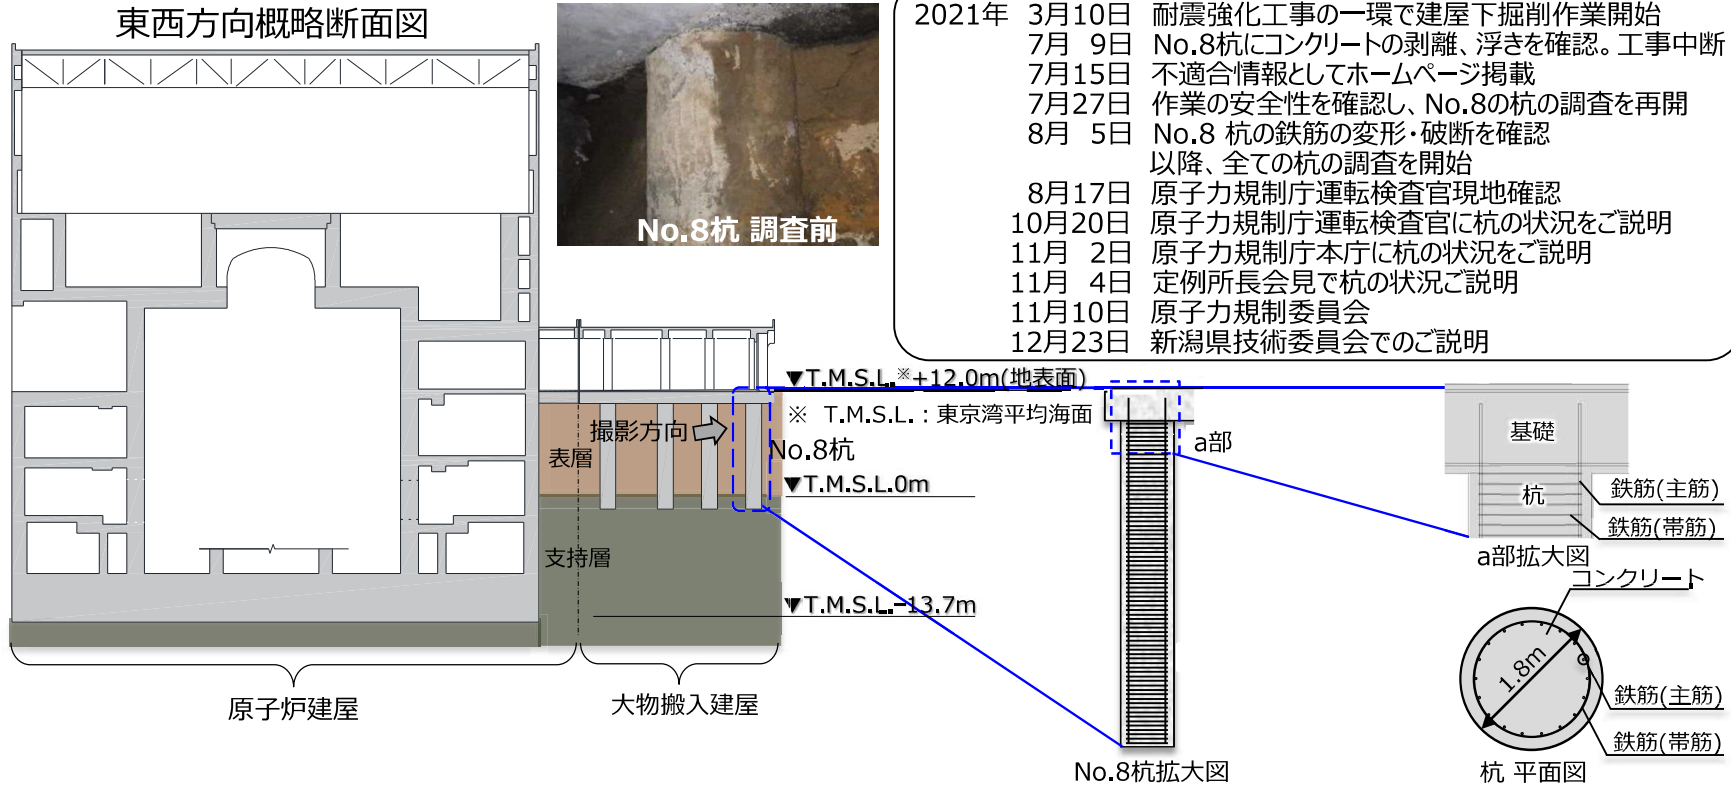 東西方向概略断面図
No.8杭 調査前
2021年 3月10日 耐震強化工事の一環で建屋下掘削作業開始
7月 9日 No.8杭にコンクリートの剥離、浮きを確認。工事中断
7月15日 不適合情報としてホームページ掲載
7月27日 作業の安全性を確認し、No.8の杭の調査を再開
8月 5日 No.8 杭の鉄筋の変形・破断を確認
以降、全ての杭の調査を開始
8月17日 原子力規制庁運転検査官現地確認
10月20日 原子力規制庁運転検査官に杭の状況をご説明
11月 2日 原子力規制庁本庁に杭の状況をご説明
11月 4日 定例所長会見で杭の状況ご説明
11月10日 原子力規制委員会
12月23日 新潟県技術委員会でのご説明
▼T.M.S.L.※+12.0m(地表面)
※ T.M.S.L.:東京湾平均海面
撮影方向
No.8杭
表層
▼T.M.S.L.0m
支持層
▼T.M.S.L.-13.7m
原子炉建屋
大物搬入建屋
a部
No.8杭拡大図
基礎
杭
鉄筋(主筋)
鉄筋(帯筋)
a部拡大図
コンクリート
1.8m
鉄筋(主筋)
鉄筋(帯筋)
杭 平面図